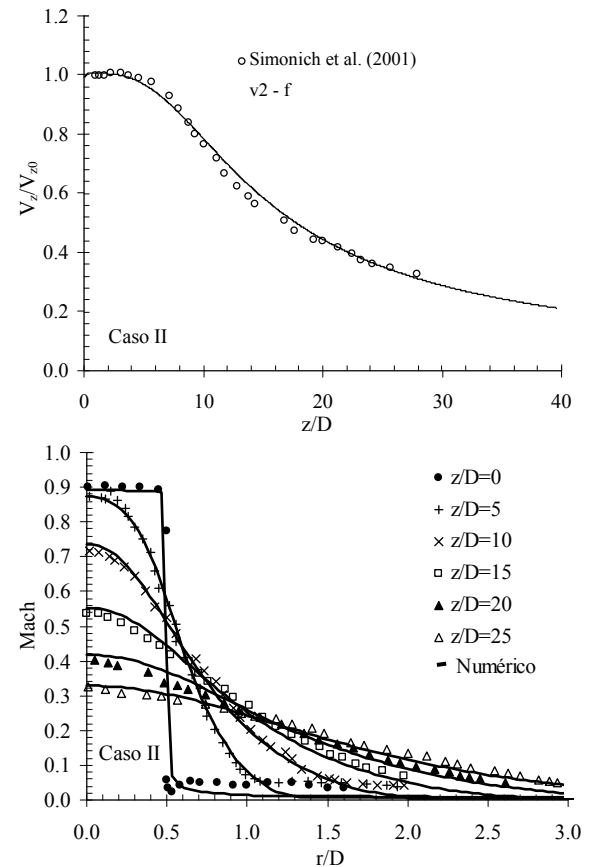 1.2
1.0
0.8
0.6
0.4
0.2
0.0
V_z/V_z0
Simonich et al. (2001)
v2 - f
Caso II
0
10
20
30
40
z/D
1.0
0.9
0.8
0.7
0.6
0.5
0.4
0.3
0.2
0.1
0.0
Mach
z/D=0
z/D=5
z/D=10
z/D=15
z/D=20
z/D=25
Numérico
Caso II
0.0
0.5
1.0
1.5
2.0
2.5
3.0
r/D